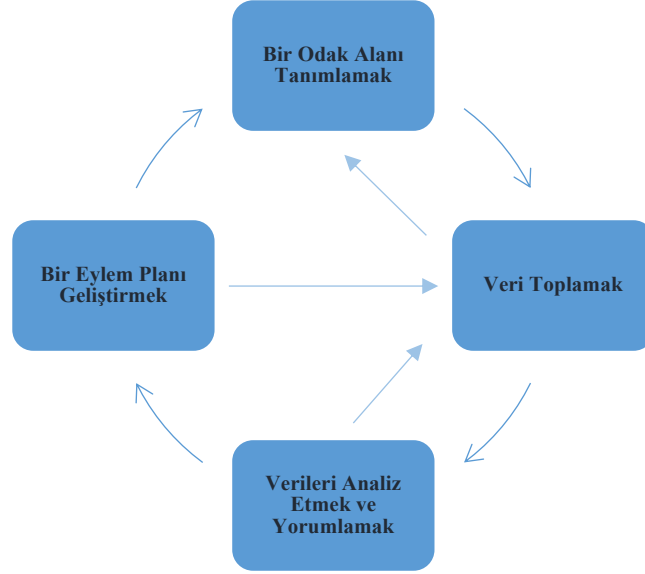 Bir Odak Alanı
Tanımlamak
Bir Eylem Planı
Geliştirmek
Veri Toplamak
Verileri Analiz
Etmek ve
Yorumlamak